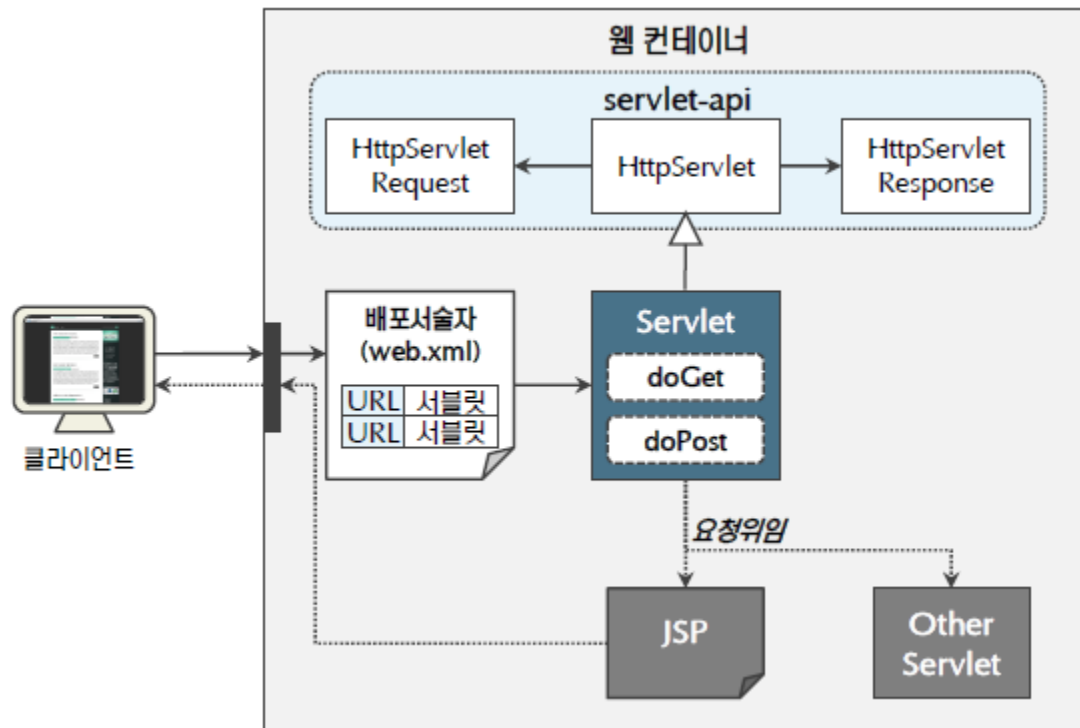 웹 컨테이너
servlet-api
HttpServlet
Request
HttpServlet
HttpServlet
Response
배포서술자
(web.xml)
URL 서블릿
URL 서블릿
Servlet
doGet
doPost
클라이언트
요청위임
JSP
Other
Servlet